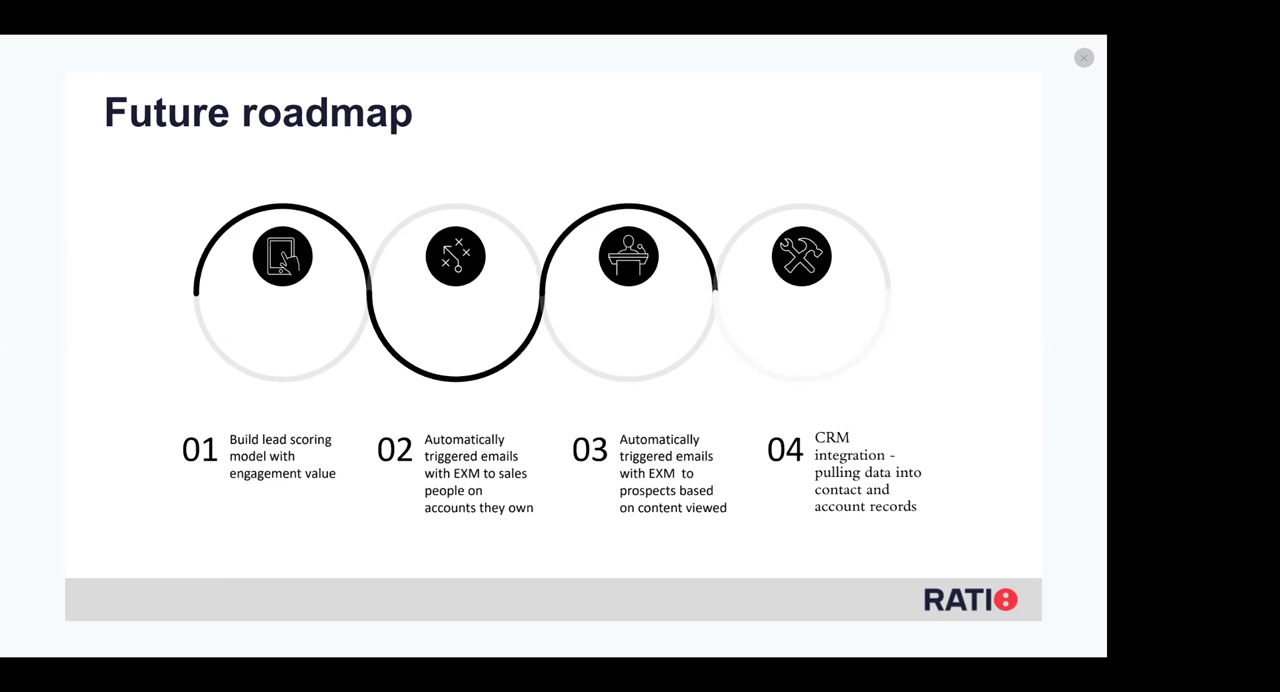 Future roadmap
01
Build lead scoring
model with
engagement value
02
Automatically
triggered emails
with EXM to sales
people on
accounts they own
03
Automatically
triggered emails
with EXM to
prospects based
on content viewed
04
CRM
integration -
pulling data into
contact and
account records
RATIO